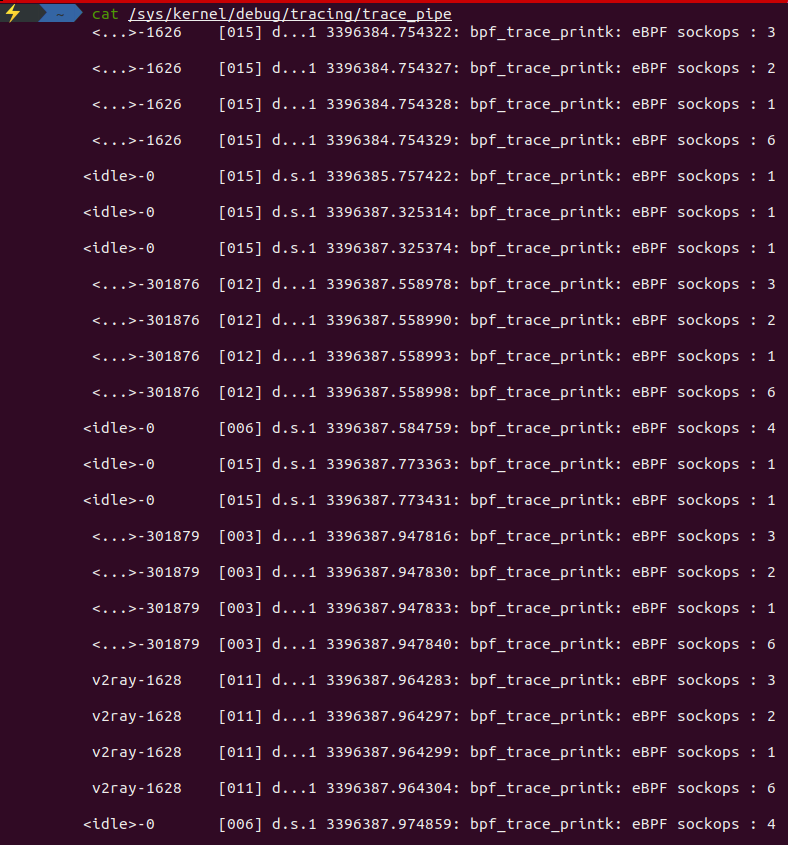 ~ cat /sys/kernel/debug/tracing/trace_pipe
<...>-1626 [015] d...1 3396384.754322: bpf_trace_printk: eBPF sockops : 3
<...>-1626 [015] d...1 3396384.754327: bpf_trace_printk: eBPF sockops : 2
<...>-1626 [015] d...1 3396384.754328: bpf_trace_printk: eBPF sockops : 1
<...>-1626 [015] d...1 3396384.754329: bpf_trace_printk: eBPF sockops : 6
<idle>-0 [015] d.s.1 3396385.757422: bpf_trace_printk: eBPF sockops : 1
<idle>-0 [015] d.s.1 3396387.325314: bpf_trace_printk: eBPF sockops : 1
<idle>-0 [015] d.s.1 3396387.325374: bpf_trace_printk: eBPF sockops : 1
<...>-301876 [012] d...1 3396387.558978: bpf_trace_printk: eBPF sockops : 3
<...>-301876 [012] d...1 3396387.558990: bpf_trace_printk: eBPF sockops : 2
<...>-301876 [012] d...1 3396387.558993: bpf_trace_printk: eBPF sockops : 1
<...>-301876 [012] d...1 3396387.558998: bpf_trace_printk: eBPF sockops : 6
<idle>-0 [006] d.s.1 3396387.584759: bpf_trace_printk: eBPF sockops : 4
<idle>-0 [015] d.s.1 3396387.773363: bpf_trace_printk: eBPF sockops : 1
<idle>-0 [015] d.s.1 3396387.773431: bpf_trace_printk: eBPF sockops : 1
<...>-301879 [003] d...1 3396387.947816: bpf_trace_printk: eBPF sockops : 3
<...>-301879 [003] d...1 3396387.947830: bpf_trace_printk: eBPF sockops : 2
<...>-301879 [003] d...1 3396387.947833: bpf_trace_printk: eBPF sockops : 1
<...>-301879 [003] d...1 3396387.947840: bpf_trace_printk: eBPF sockops : 6
v2ray-1628 [011] d...1 3396387.964283: bpf_trace_printk: eBPF sockops : 3
v2ray-1628 [011] d...1 3396387.964297: bpf_trace_printk: eBPF sockops : 2
v2ray-1628 [011] d...1 3396387.964299: bpf_trace_printk: eBPF sockops : 1
v2ray-1628 [011] d...1 3396387.964304: bpf_trace_printk: eBPF sockops : 6
<idle>-0 [006] d.s.1 3396387.974859: bpf_trace_printk: eBPF sockops : 4